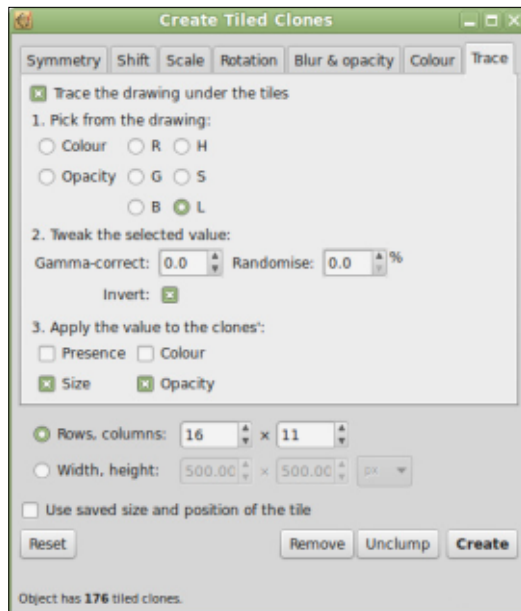 Create Tiled Clones
Symmetry Shift Scale Rotation Blur & opacity Colour Trace
Trace the drawing under the tiles
1. Pick from the drawing:
Colour R H
Opacity G S
B L
2. Tweak the selected value:
Gamma-correct: 0.0 Randomise: 0.0 %
Invert:
3. Apply the value to the clones':
Presence Colour
Size Opacity
Rows, columns: 16 × 11
Width, height: 500.00 × 500.00 px
Use saved size and position of the tile
Reset Remove Unclump Create
Object has 176 tiled clones.